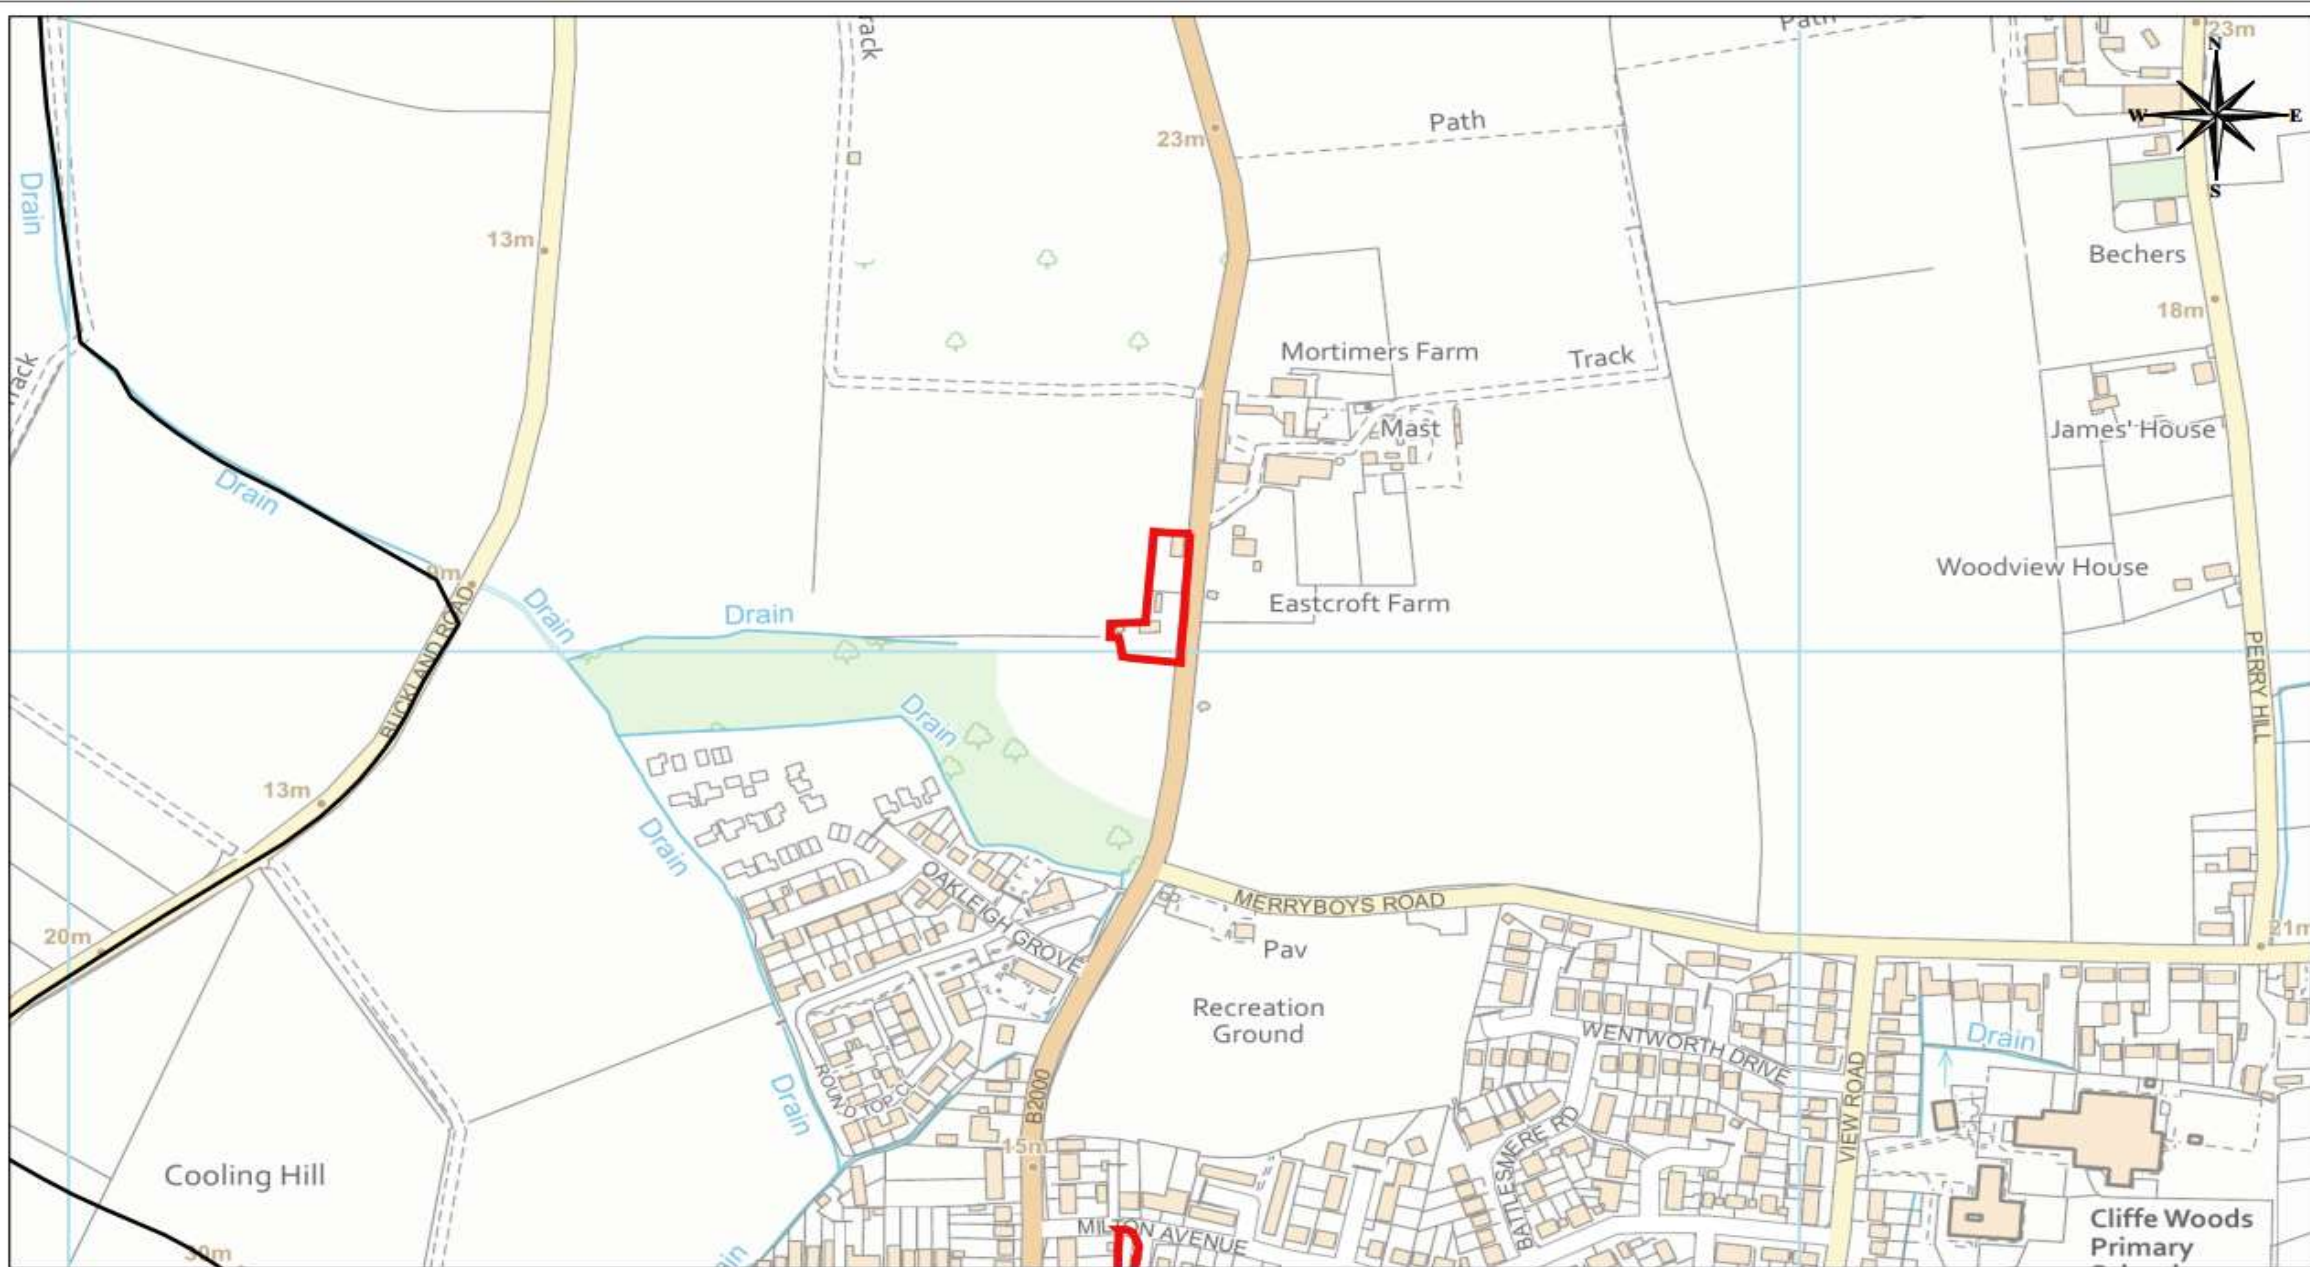 Path
23m
N
W
E
S
Path
23m
Drain
13m
Bechers
18m
Mortimers Farm
Track
Mast
James' House
Drain
9m
Woodview House
BUCKLAND ROAD
Drain
Drain
Eastcroft Farm
PERRY HILL
Drain
13m
Drain
OAKLEIGH GROVE
MERRYBOYS ROAD
20m
21m
Pav
Recreation
Ground
WENTWORTH DRIVE
Drain
ROUND TOP CL
Drain
B2000
VIEW ROAD
BATTLESMERE RD
15m
Cooling Hill
MILTON AVENUE
Cliffe Woods
Primary
30m